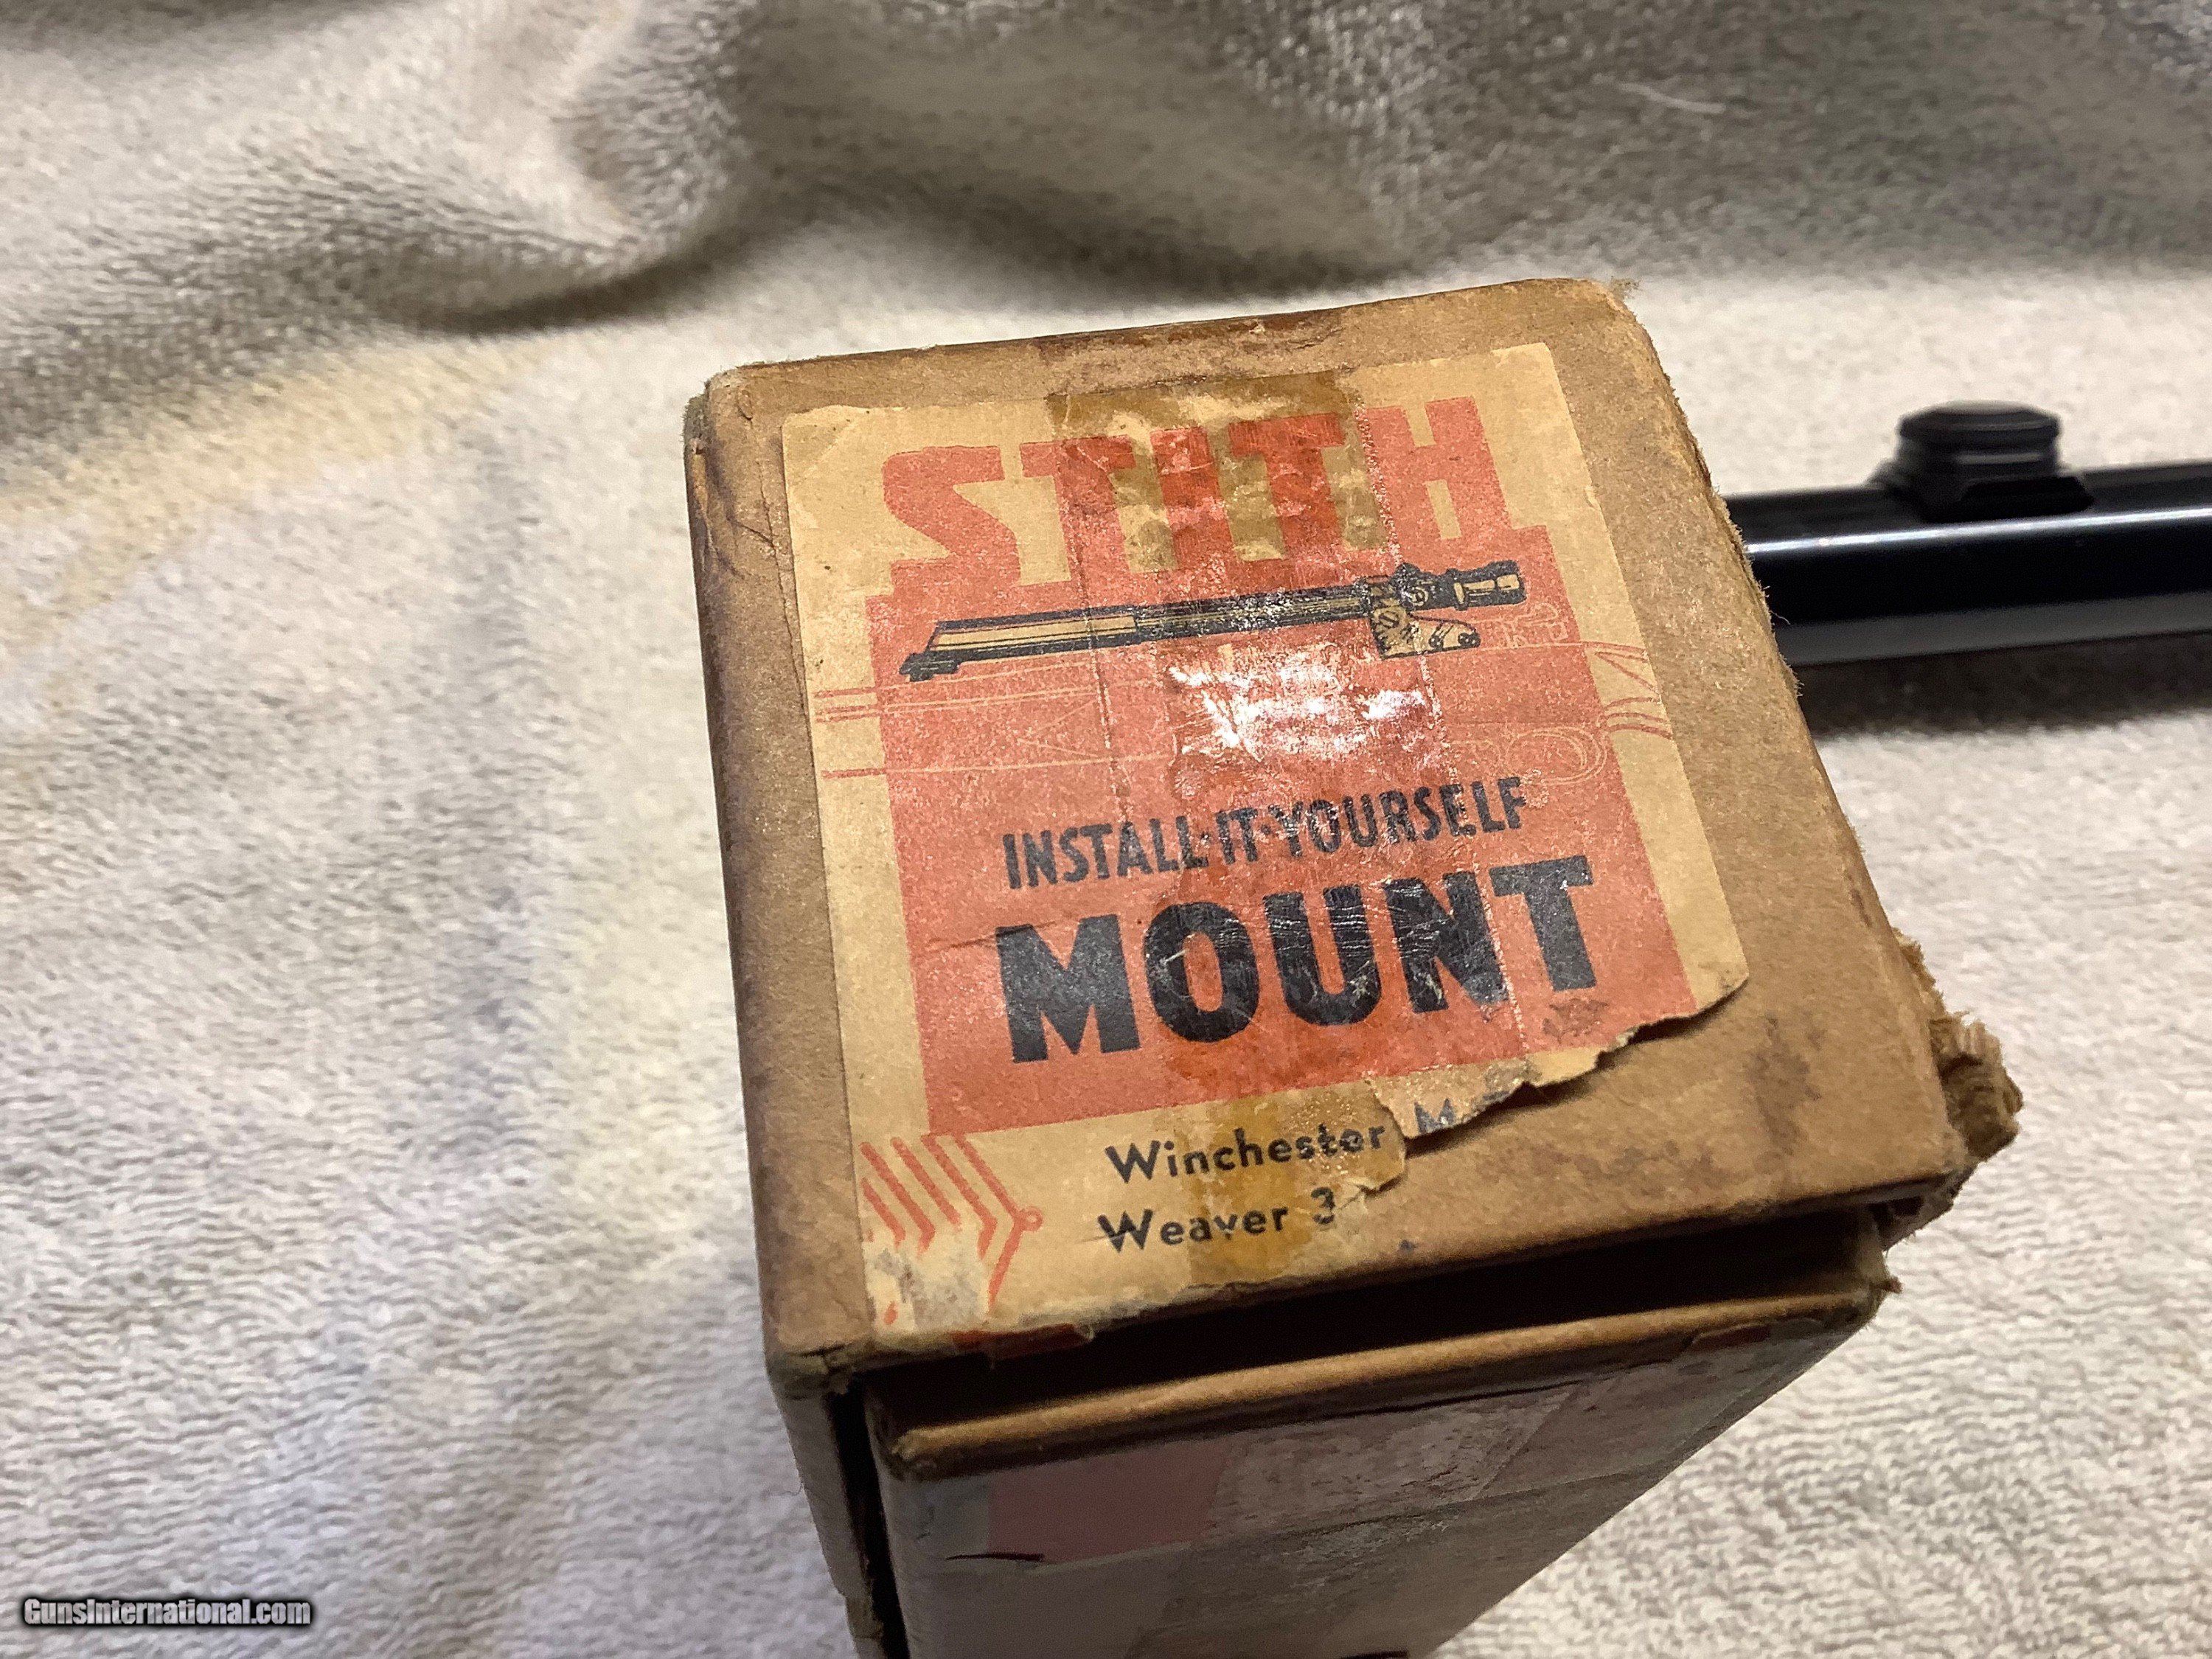 STITH
INSTALL·IT·YOURSELF
MOUNT
Winchester M
Weaver 3
GunsInternational.com